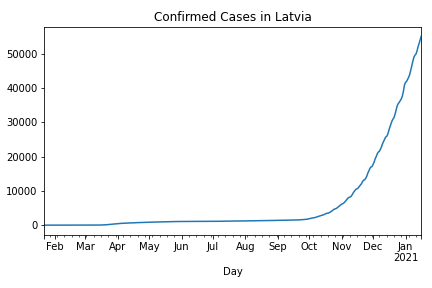 Confirmed Cases in Latvia
50000
40000
30000
20000
10000
0
Feb Mar Apr May Jun Jul Aug Sep Oct Nov Dec Jan
2021
Day